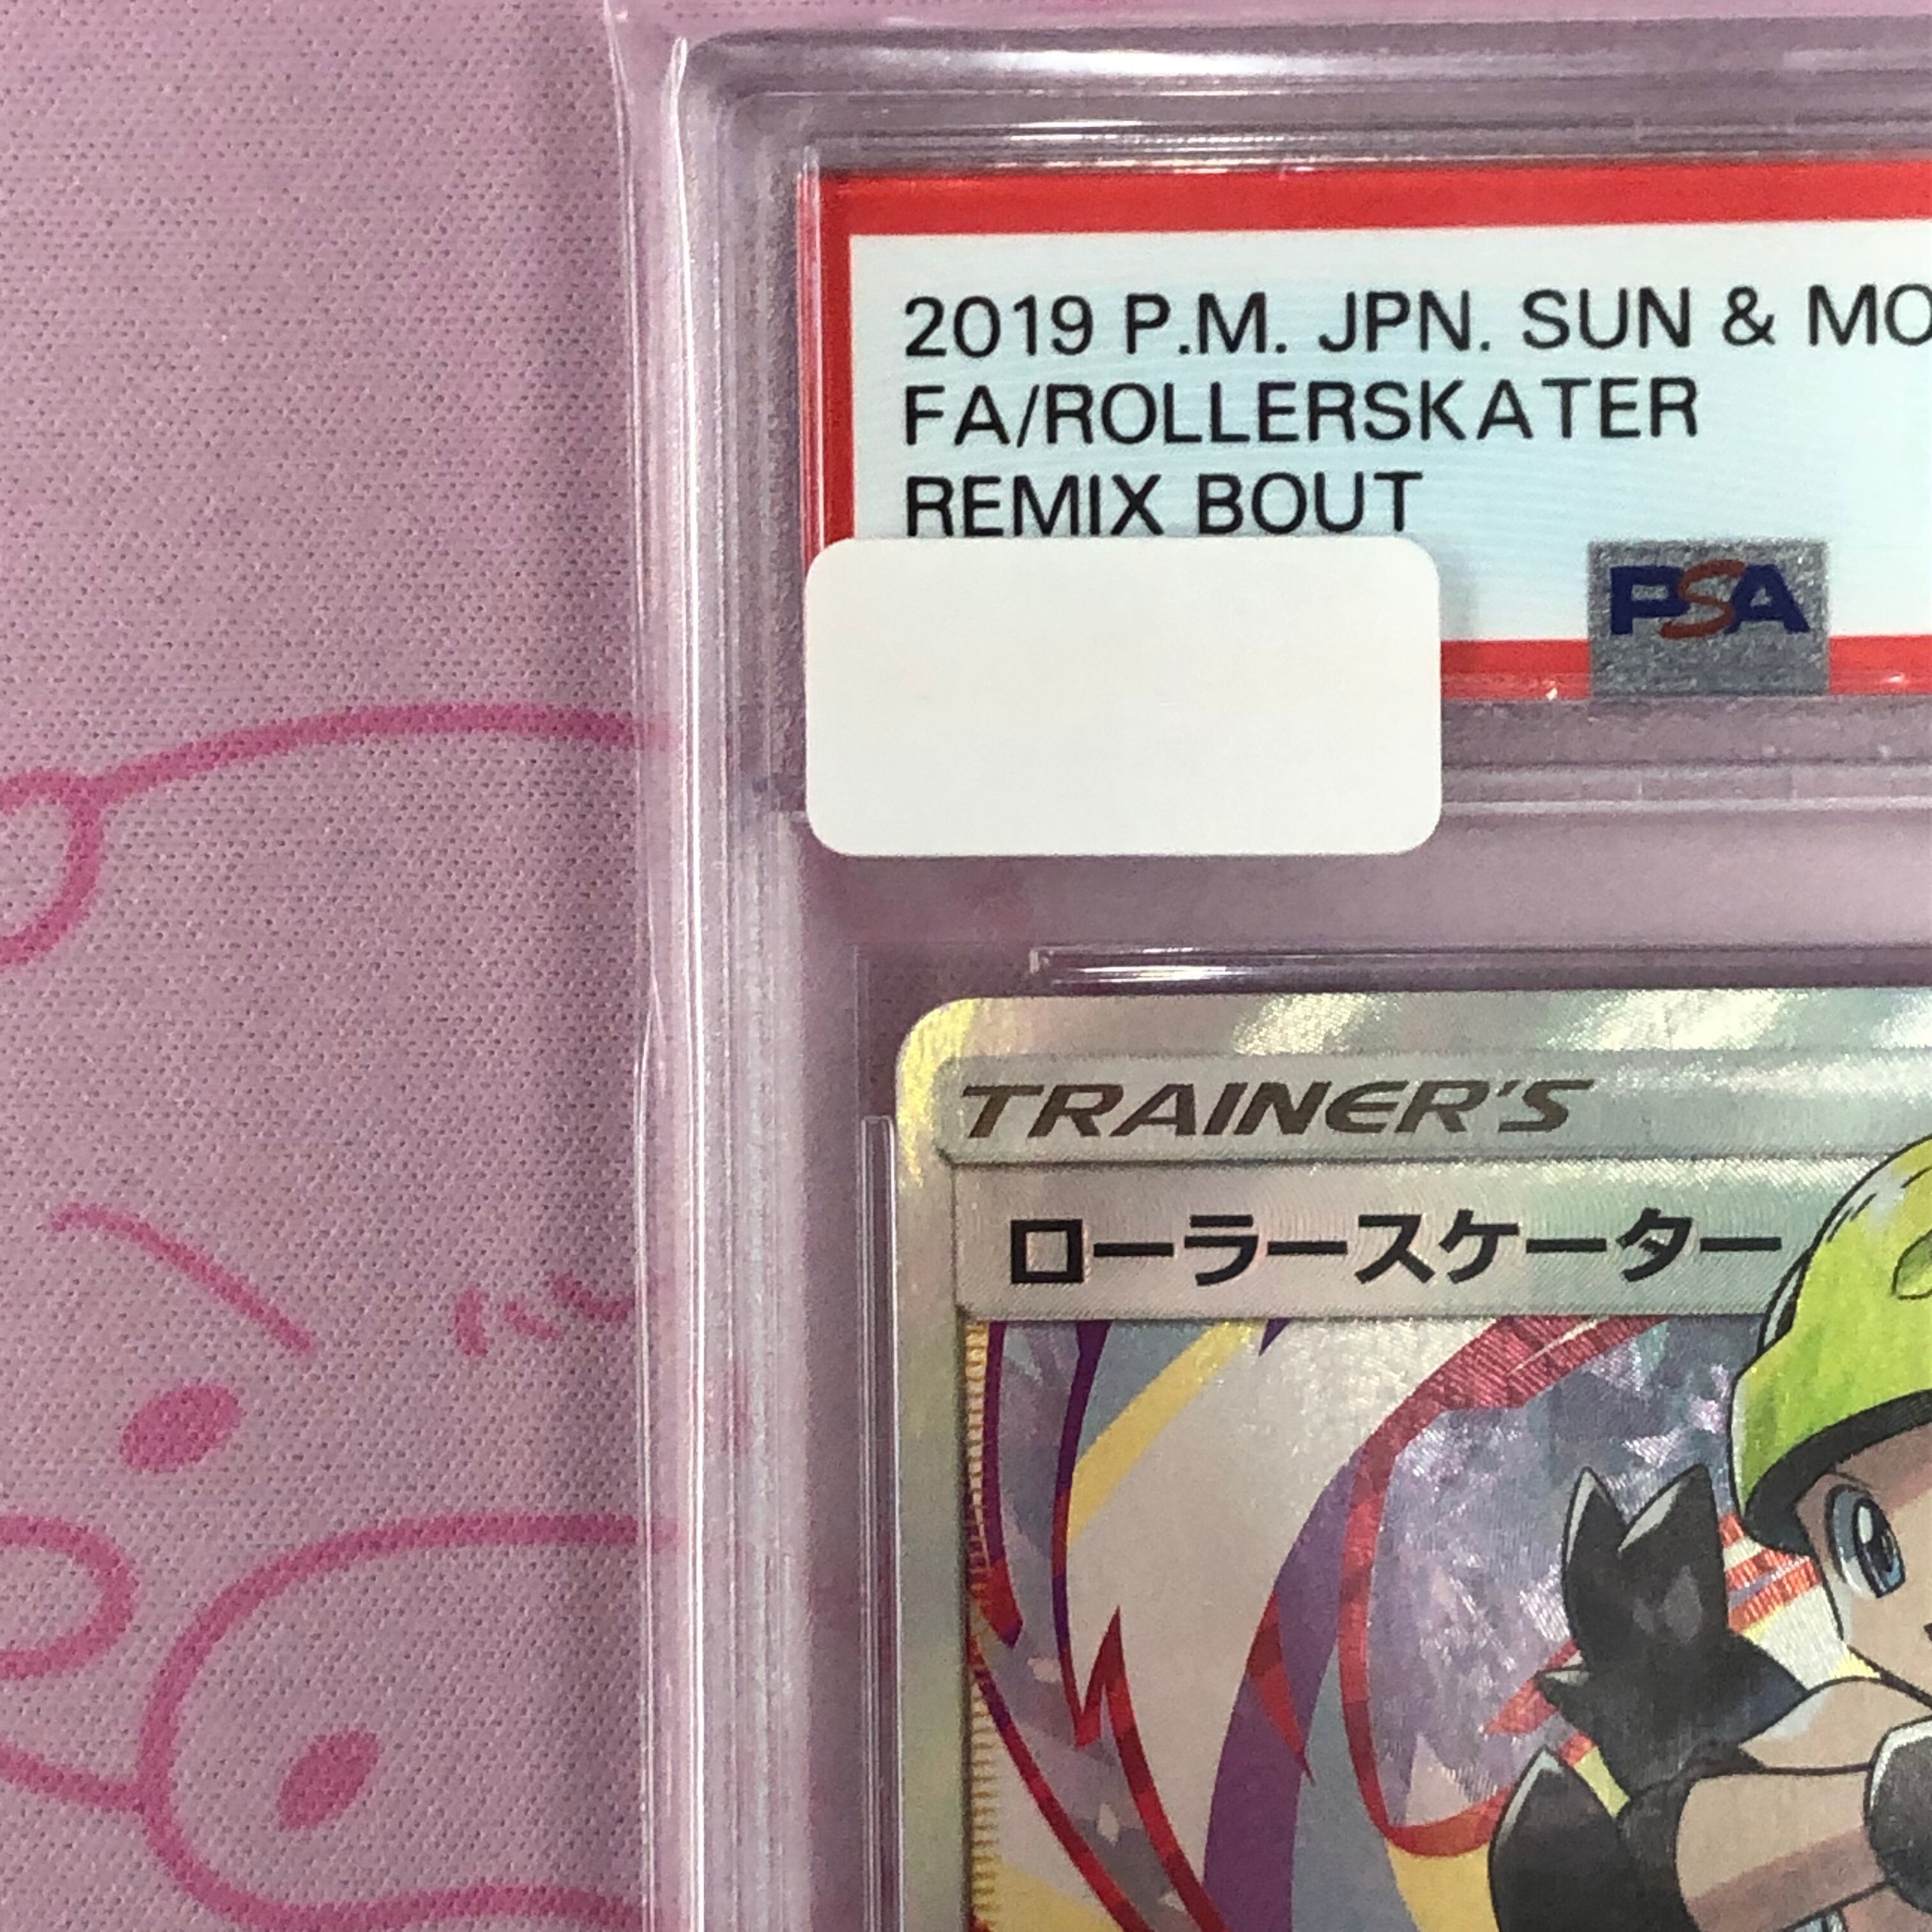 2019 P.M. JPN. SUN & MO
FA/ROLLERSKATER
REMIX BOUT
PSA
TRAINER'S
ローラースケーター